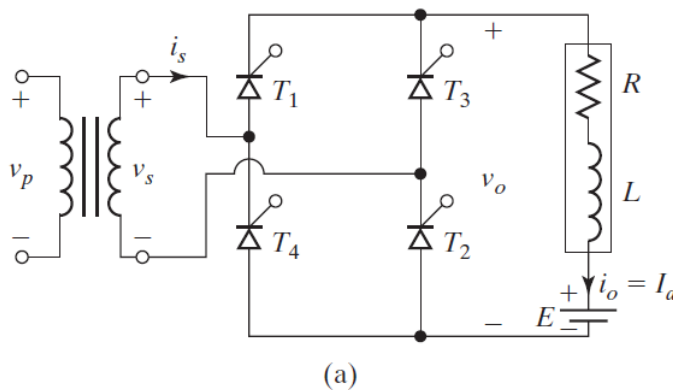 i_s
+
T_1
T_3
R
+
+
v_p
v_s
v_o
L
T_4
T_2
−
−
+
i_o = I_a
−
E
−
(a)